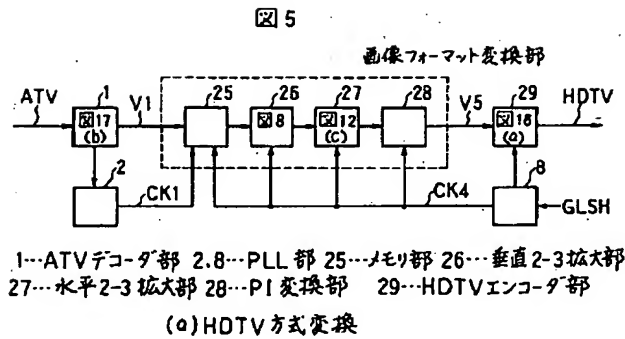 図5
画像フォーマット変換部
ATV 1 V1 25 26 27 28 V5 29 HDTV
図17 図8 図12 図16
(b) (C) (a)
2 8
CK1 CK4 GLSH
1…ATVデコーダ部 2.8…PLL部 25…メモリ部 26…垂直2-3拡大部
27…水平2-3拡大部 28…PI変換部 29…HDTVエンコーダ部
(a)HDTV方式変換